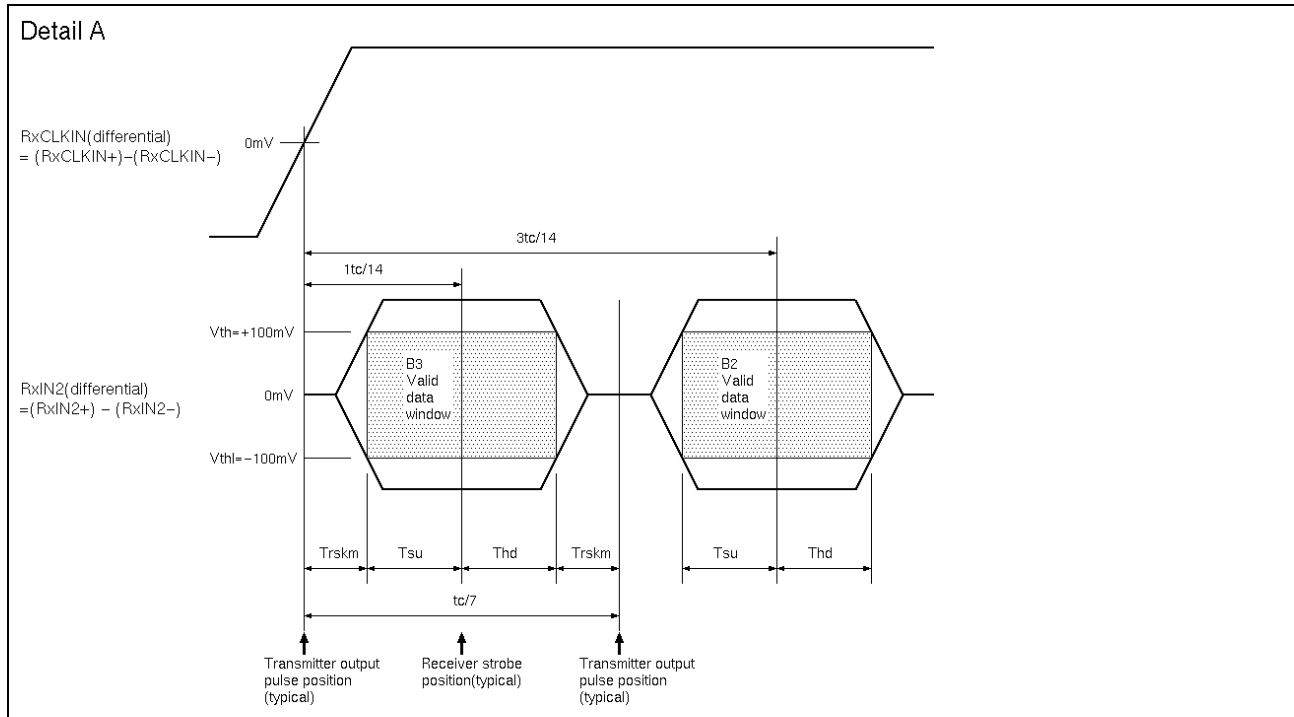 Detail A
RxCLKIN(differential)
= (RxCLKIN+)−(RxCLKIN−)
0mV
3tc/14
1tc/14
Vth=+100mV
B3
Valid
data
window
B2
Valid
data
window
RxIN2(differential)
=(RxIN2+) − (RxIN2−)
0mV
Vthl=−100mV
Trskm
Tsu
Thd
Trskm
Tsu
Thd
tc/7
Transmitter output
pulse position
(typical)
Receiver strobe
position(typical)
Transmitter output
pulse position
(typical)